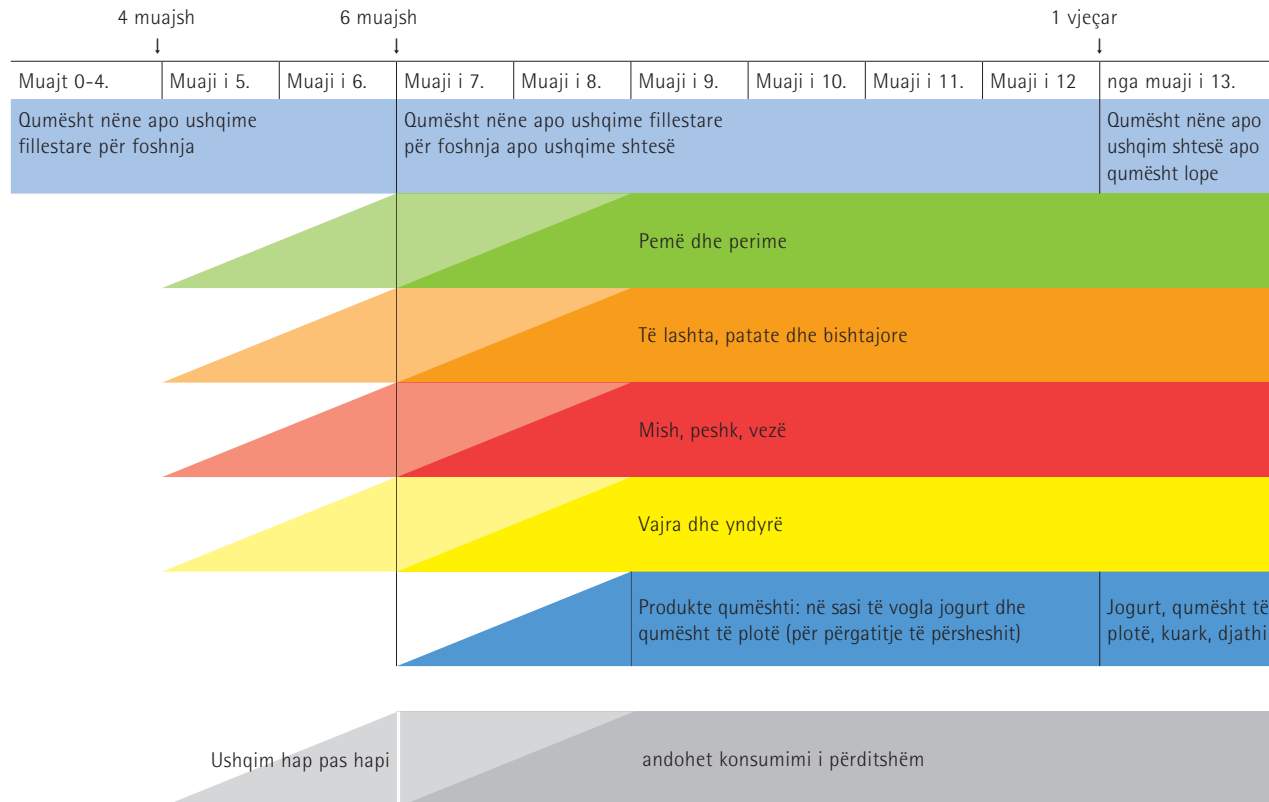 4 muajsh
6 muajsh
1 vjeçar
Muajt 0-4.
Muaji i 5.
Muaji i 6.
Muaji i 7.
Muaji i 8.
Muaji i 9.
Muaji i 10.
Muaji i 11.
Muaji i 12
nga muaji i 13.
Qumësht nëne apo ushqime
fillestare për foshnja
Qumësht nëne apo ushqime fillestare
për foshnja apo ushqime shtesë
Qumësht nëne apo
ushqim shtesë apo
qumësht lope
Pemë dhe perime
Të lashta, patate dhe bishtajore
Mish, peshk, vezë
Vajra dhe yndyrë
Produkte qumështi: në sasi të vogla jogurt dhe
qumësht të plotë (për përgatitje të përsheshit)
Jogurt, qumësht të
plotë, kuark, djathi
Ushqim hap pas hapi
andohet konsumimi i përditshëm